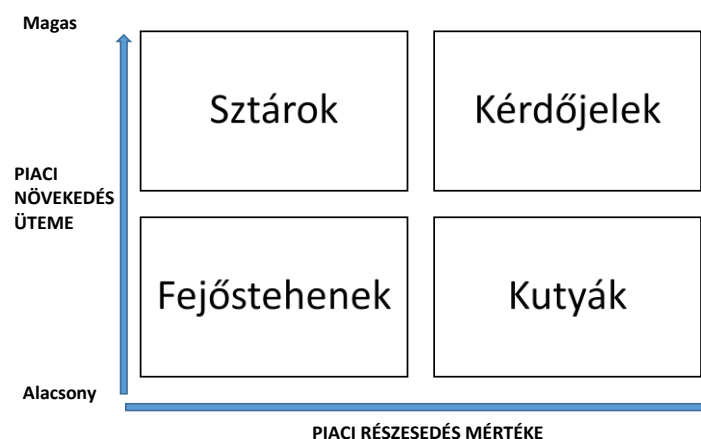 Magas
Sztárok
Kérdőjelek
PIACI
NÖVEKEDÉS
ÜTEME
Fejőstehenek
Kutyák
Alacsony
PIACI RÉSZESEDÉS MÉRTÉKE